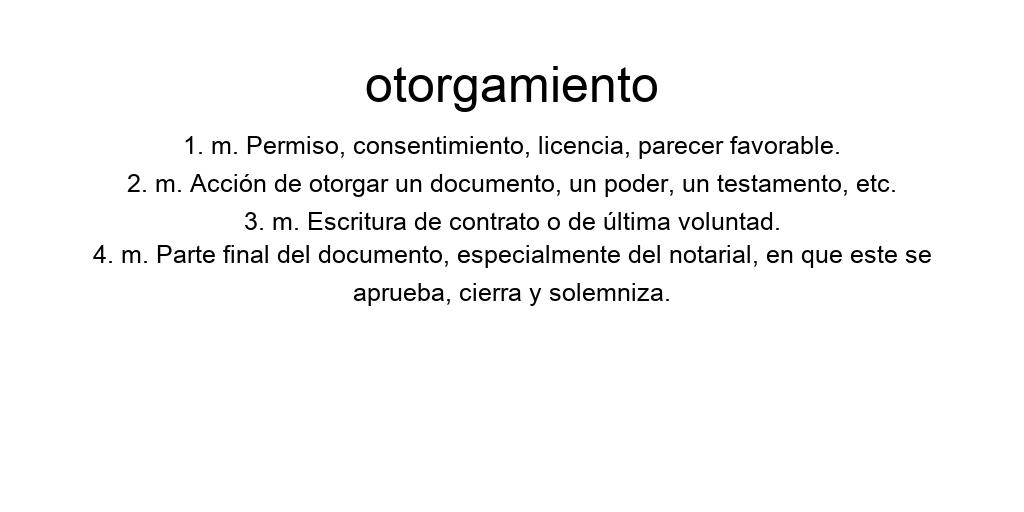 otorgamiento
1. m. Permiso, consentimiento, licencia, parecer favorable.
2. m. Acción de otorgar un documento, un poder, un testamento, etc.
3. m. Escritura de contrato o de última voluntad.
4. m. Parte final del documento, especialmente del notarial, en que este se
aprueba, cierra y solemniza.